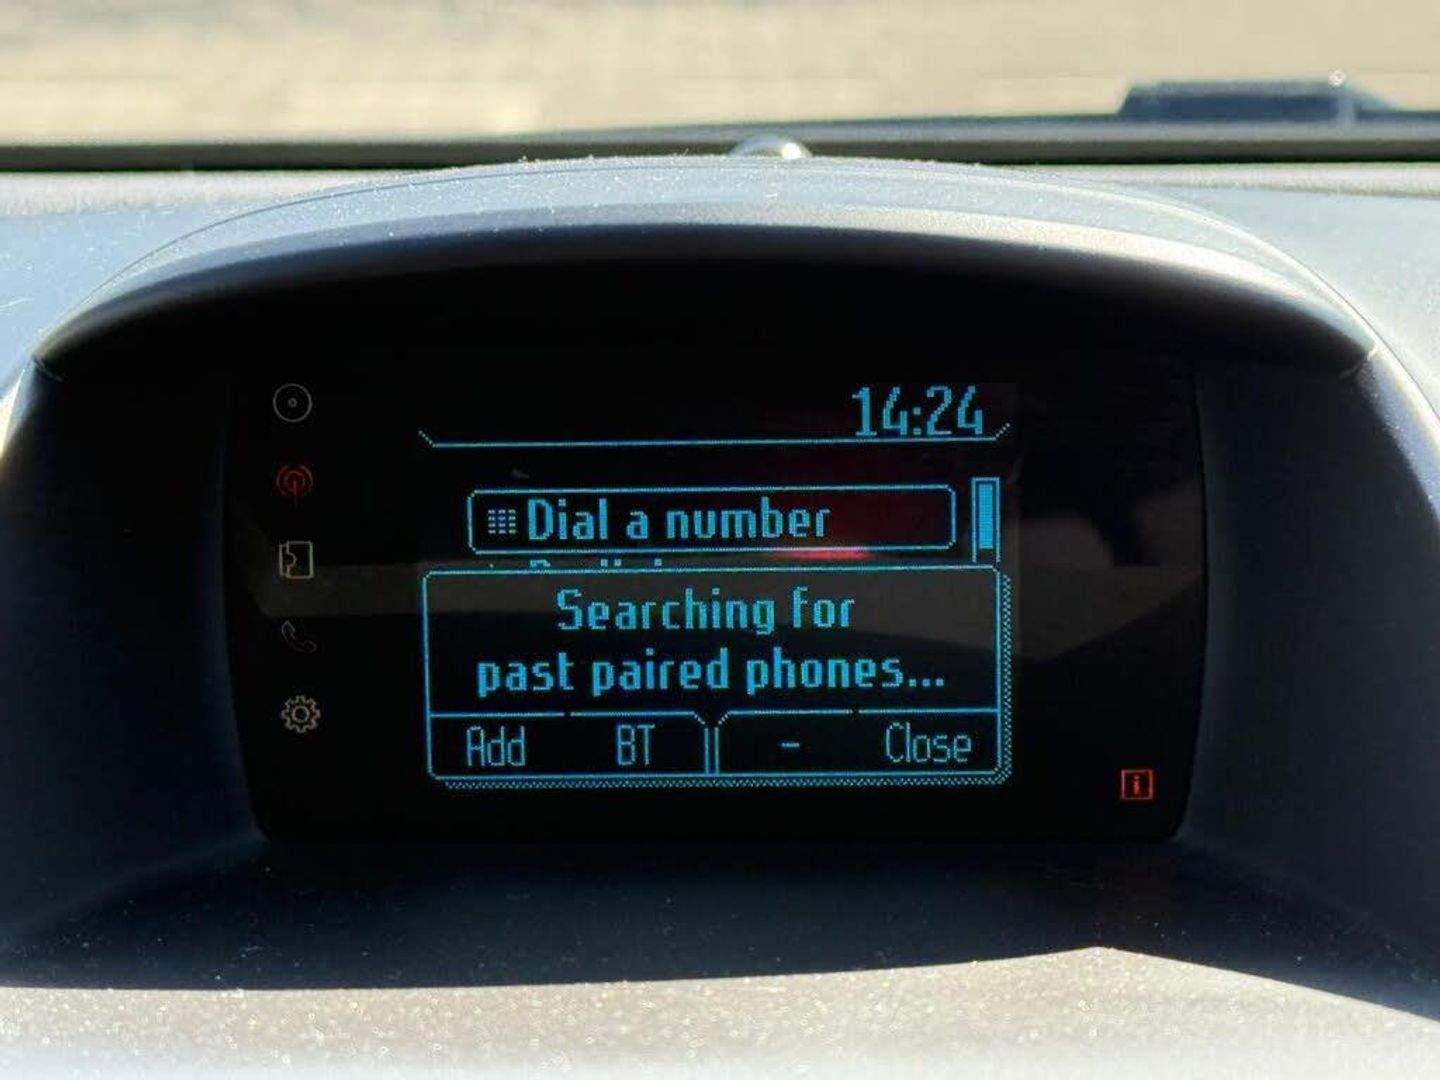 14:24
Dial a number
Searching for
past paired phones...
Add BT - Close
i